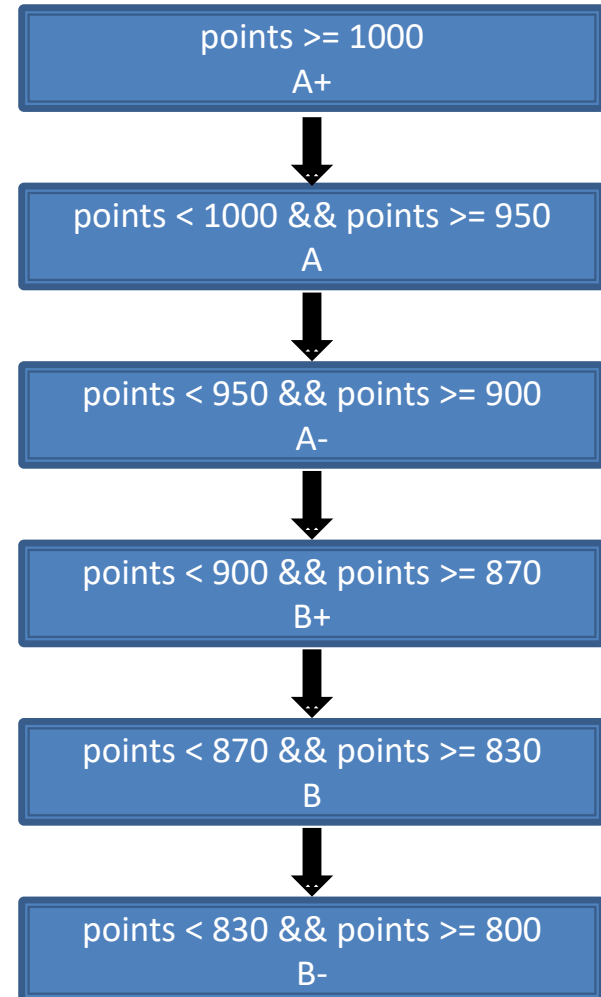 points >= 1000
A+
points < 1000 && points >= 950
A
points < 950 && points >= 900
A-
points < 900 && points >= 870
B+
points < 870 && points >= 830
B
points < 830 && points >= 800
B-